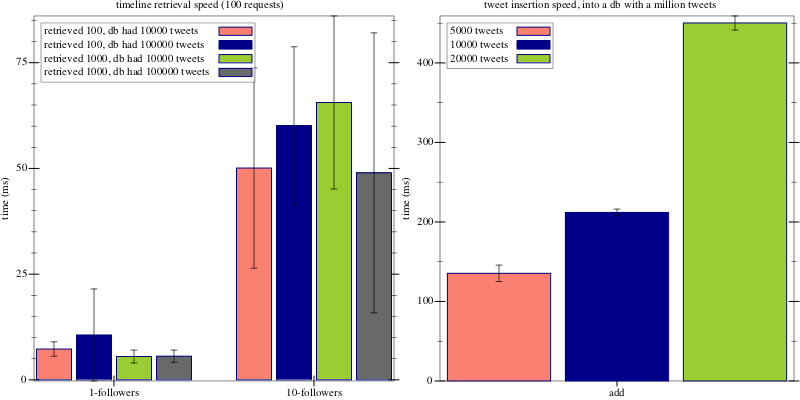 timeline retrieval speed (100 requests)
retrieved 100, db had 10000 tweets
retrieved 100, db had 100000 tweets
retrieved 1000, db had 10000 tweets
retrieved 1000, db had 100000 tweets
time (ms)
75
50
25
0
1-followers
10-followers
tweet insertion speed, into a db with a million tweets
5000 tweets
10000 tweets
20000 tweets
time (ms)
400
300
200
100
0
add